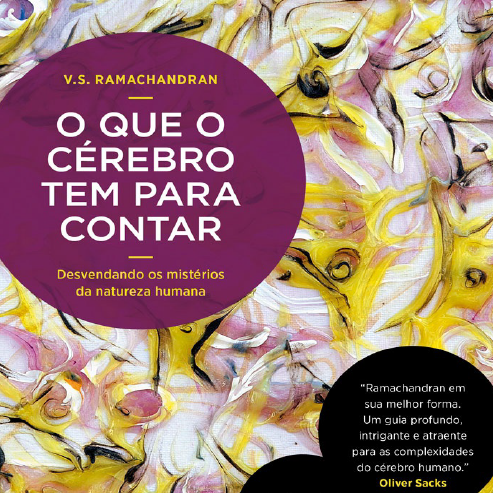 V.S. RAMACHANDRAN
O QUE O
CÉREBRO
TEM PARA
CONTAR
Desvendando os mistérios
da natureza humana
“Ramachandran em
sua melhor forma.
Um guia profundo,
intrigante e atraente
para as complexidades
do cérebro humano.”
Oliver Sacks